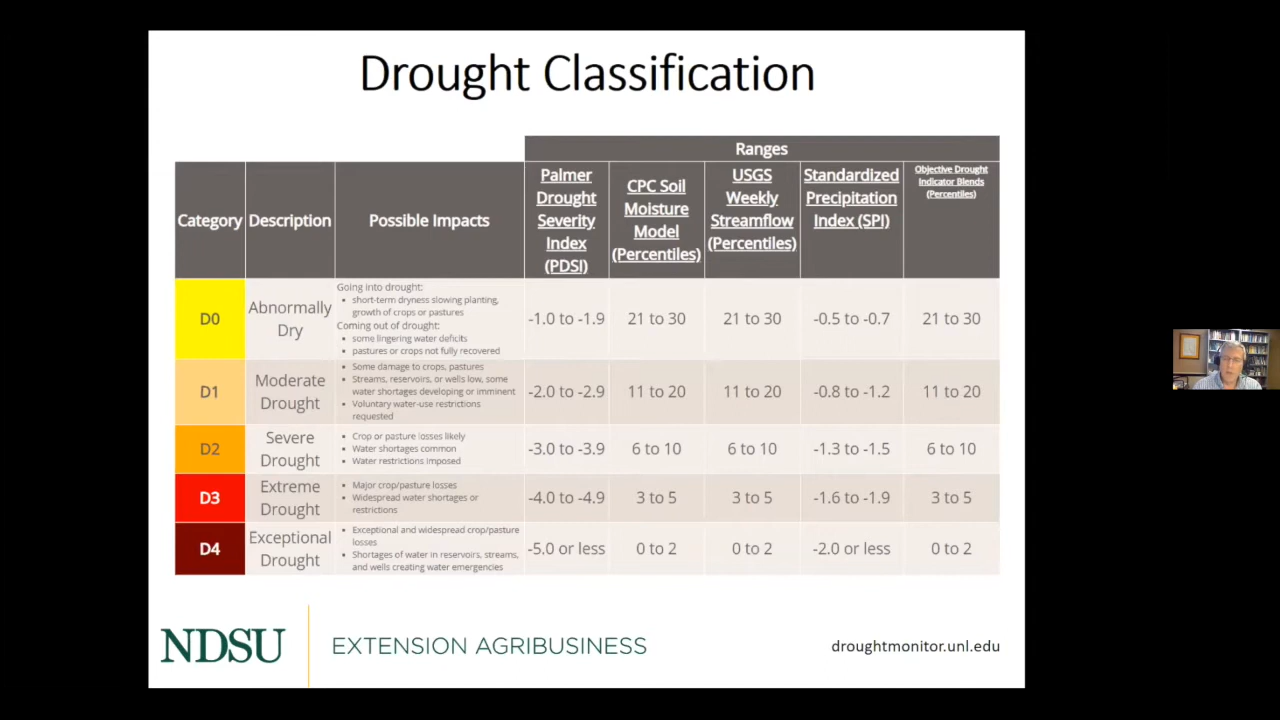 Drought Classification
Ranges
Category
Description
Possible Impacts
Palmer
Drought
Severity
Index
(PDSI)
CPC Soil
Moisture
Model
(Percentiles)
USGS
Weekly
Streamflow
(Percentiles)
Standardized
Precipitation
Index (SPI)
Objective Drought
Indicator Blends
(Percentiles)
D0
Abnormally
Dry
Going into drought:
• short-term dryness slowing planting,
growth of crops or pastures
Coming out of drought:
• some lingering water deficits
• pastures or crops not fully recovered
-1.0 to -1.9
21 to 30
21 to 30
-0.5 to -0.7
21 to 30
D1
Moderate
Drought
• Some damage to crops, pastures
• Streams, reservoirs, or wells low, some
water shortages developing or imminent
• Voluntary water-use restrictions
requested
-2.0 to -2.9
11 to 20
11 to 20
-0.8 to -1.2
11 to 20
D2
Severe
Drought
• Crop or pasture losses likely
• Water shortages common
• Water restrictions imposed
-3.0 to -3.9
6 to 10
6 to 10
-1.3 to -1.5
6 to 10
D3
Extreme
Drought
• Major crop/pasture losses
• Widespread water shortages or
restrictions
-4.0 to -4.9
3 to 5
3 to 5
-1.6 to -1.9
3 to 5
D4
Exceptional
Drought
• Exceptional and widespread crop/pasture
losses
• Shortages of water in reservoirs, streams,
and wells creating water emergencies
-5.0 or less
0 to 2
0 to 2
-2.0 or less
0 to 2
NDSU
EXTENSION AGRIBUSINESS
droughtmonitor.unl.edu